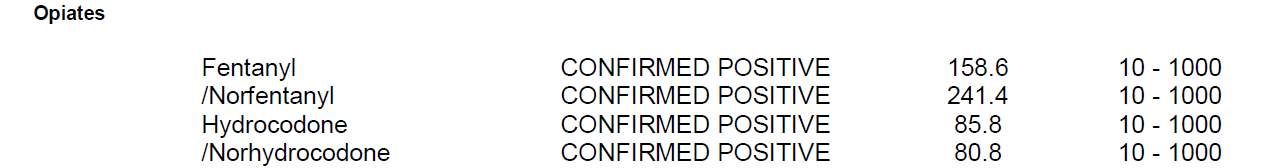 Opiates
Fentanyl CONFIRMED POSITIVE 158.6 10 - 1000
/Norfentanyl CONFIRMED POSITIVE 241.4 10 - 1000
Hydrocodone CONFIRMED POSITIVE 85.8 10 - 1000
/Norhydrocodone CONFIRMED POSITIVE 80.8 10 - 1000